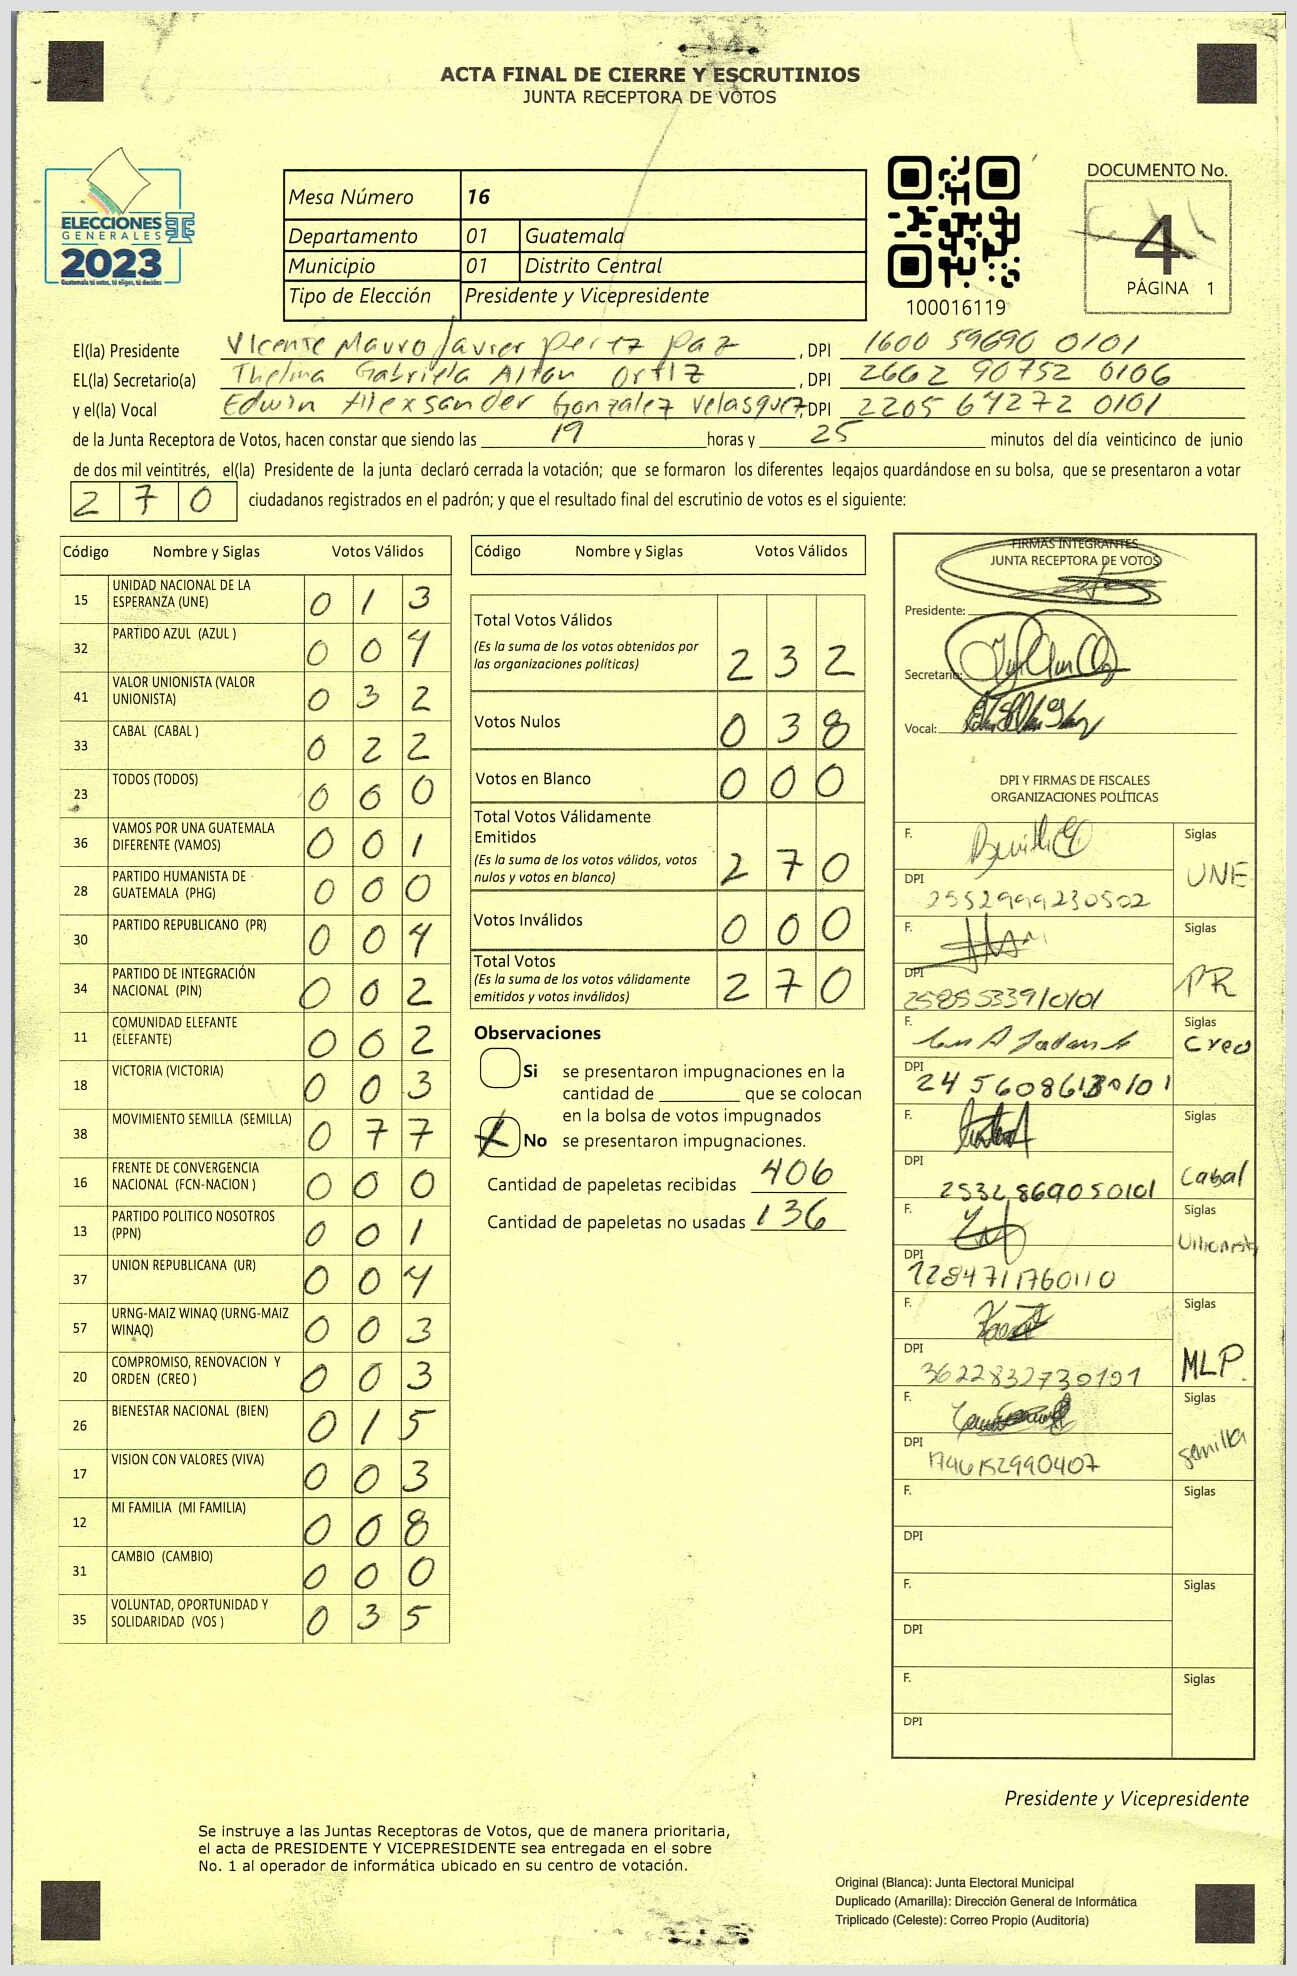 ACTA FINAL DE CIERRE Y ESCRUTINIOS
JUNTA RECEPTORA DE VOTOS
ELECCIONES
GENERALES
2023
Guatemala tú votas, tú eliges, tú decides
Mesa Número 16
Departamento 01 Guatemala
Municipio 01 Distrito Central
Tipo de Elección Presidente y Vicepresidente
100016119
DOCUMENTO No.
4
PÁGINA 1
El(la) Presidente Vicente Mauro Javier Perez Paz , DPI 1600 59690 0101
EL(la) Secretario(a) Thelma Gabriela Altan Ortiz , DPI 2662 90752 0106
y el(la) Vocal Edwin Alexsander Gonzalez Velasquez, DPI 2205 64272 0101
de la Junta Receptora de Votos, hacen constar que siendo las 19 horas y 25 minutos del día veinticinco de junio
de dos mil veintitrés, el(la) Presidente de la junta declaró cerrada la votación; que se formaron los diferentes legajos quardándose en su bolsa, que se presentaron a votar
270 ciudadanos registrados en el padrón; y que el resultado final del escrutinio de votos es el siguiente:
Código Nombre y Siglas Votos Válidos
15 UNIDAD NACIONAL DE LA ESPERANZA (UNE) 0 1 3
32 PARTIDO AZUL (AZUL ) 0 0 4
41 VALOR UNIONISTA (VALOR UNIONISTA) 0 3 2
33 CABAL (CABAL ) 0 2 2
23 TODOS (TODOS) 0 0 0
36 VAMOS POR UNA GUATEMALA DIFERENTE (VAMOS) 0 0 1
28 PARTIDO HUMANISTA DE GUATEMALA (PHG) 0 0 0
30 PARTIDO REPUBLICANO (PR) 0 0 4
34 PARTIDO DE INTEGRACIÓN NACIONAL (PIN) 0 0 2
11 COMUNIDAD ELEFANTE (ELEFANTE) 0 0 2
18 VICTORIA (VICTORIA) 0 0 3
38 MOVIMIENTO SEMILLA (SEMILLA) 0 7 7
16 FRENTE DE CONVERGENCIA NACIONAL (FCN-NACION ) 0 0 0
13 PARTIDO POLITICO NOSOTROS (PPN) 0 0 1
37 UNION REPUBLICANA (UR) 0 0 4
57 URNG-MAIZ WINAQ (URNG-MAIZ WINAQ) 0 0 3
20 COMPROMISO, RENOVACION Y ORDEN (CREO ) 0 0 3
26 BIENESTAR NACIONAL (BIEN) 0 1 5
17 VISION CON VALORES (VIVA) 0 0 3
12 MI FAMILIA (MI FAMILIA) 0 0 8
31 CAMBIO (CAMBIO) 0 0 0
35 VOLUNTAD, OPORTUNIDAD Y SOLIDARIDAD (VOS ) 0 3 5
Código Nombre y Siglas Votos Válidos
Total Votos Válidos
(Es la suma de los votos obtenidos por
las organizaciones políticas) 2 3 2
Votos Nulos 0 3 8
Votos en Blanco 0 0 0
Total Votos Válidamente
Emitidos
(Es la suma de los votos válidos, votos
nulos y votos en blanco) 2 7 0
Votos Inválidos 0 0 0
Total Votos
(Es la suma de los votos válidamente
emitidos y votos inválidos) 2 7 0
Observaciones
Si se presentaron impugnaciones en la
cantidad de ________ que se colocan
en la bolsa de votos impugnados
X No se presentaron impugnaciones.
Cantidad de papeletas recibidas 406
Cantidad de papeletas no usadas 136
FIRMAS INTEGRANTES
JUNTA RECEPTORA DE VOTOS
Presidente:
Secretario:
Vocal:
DPI Y FIRMAS DE FISCALES
ORGANIZACIONES POLÍTICAS
F. Siglas
DPI 2552999230502 UNE
F. Siglas
DPI 2585533910101 PR
F. Siglas
DPI Creo
F. Siglas
DPI 2532869050101 Cabal
F. Siglas
DPI 12847111760110 Unionista
F. Siglas
DPI 3622832730101 MLP.
F. Siglas
DPI 1746152990407 Semilla
F. Siglas
DPI
F. Siglas
DPI
F. Siglas
DPI
Presidente y Vicepresidente
Se instruye a las Juntas Receptoras de Votos, que de manera prioritaria,
el acta de PRESIDENTE Y VICEPRESIDENTE sea entregada en el sobre
No. 1 al operador de informática ubicado en su centro de votación.
Original (Blanca): Junta Electoral Municipal
Duplicado (Amarilla): Dirección General de Informática
Triplicado (Celeste): Correo Propio (Auditoría)